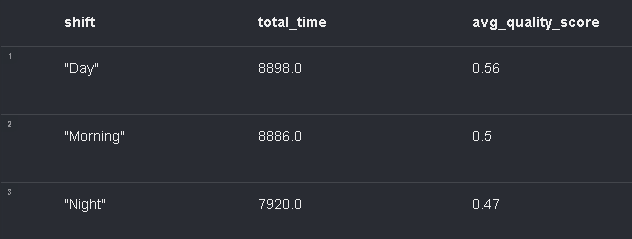 shift total_time avg_quality_score
1 "Day" 8898.0 0.56
2 "Morning" 8886.0 0.5
3 "Night" 7920.0 0.47